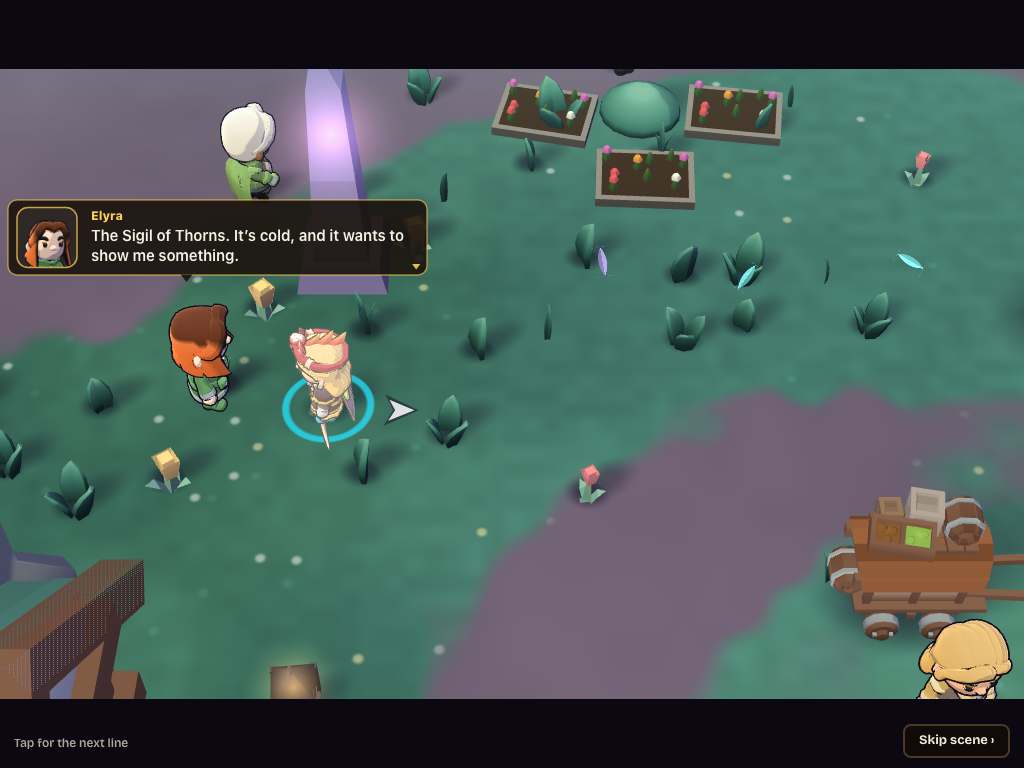 Elyra
The Sigil of Thorns. It’s cold, and it wants to
show me something.
Tap for the next line
Skip scene ›